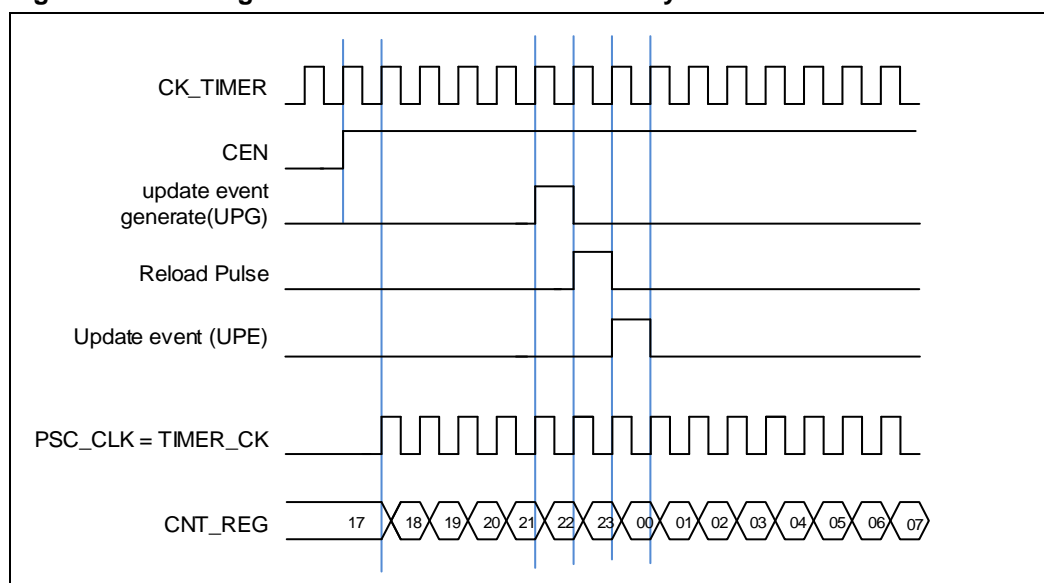 CK_TIMER
CEN
update event
generate(UPG)
Reload Pulse
Update event (UPE)
PSC_CLK = TIMER_CK
CNT_REG 17 18 19 20 21 22 23 00 01 02 03 04 05 06 07